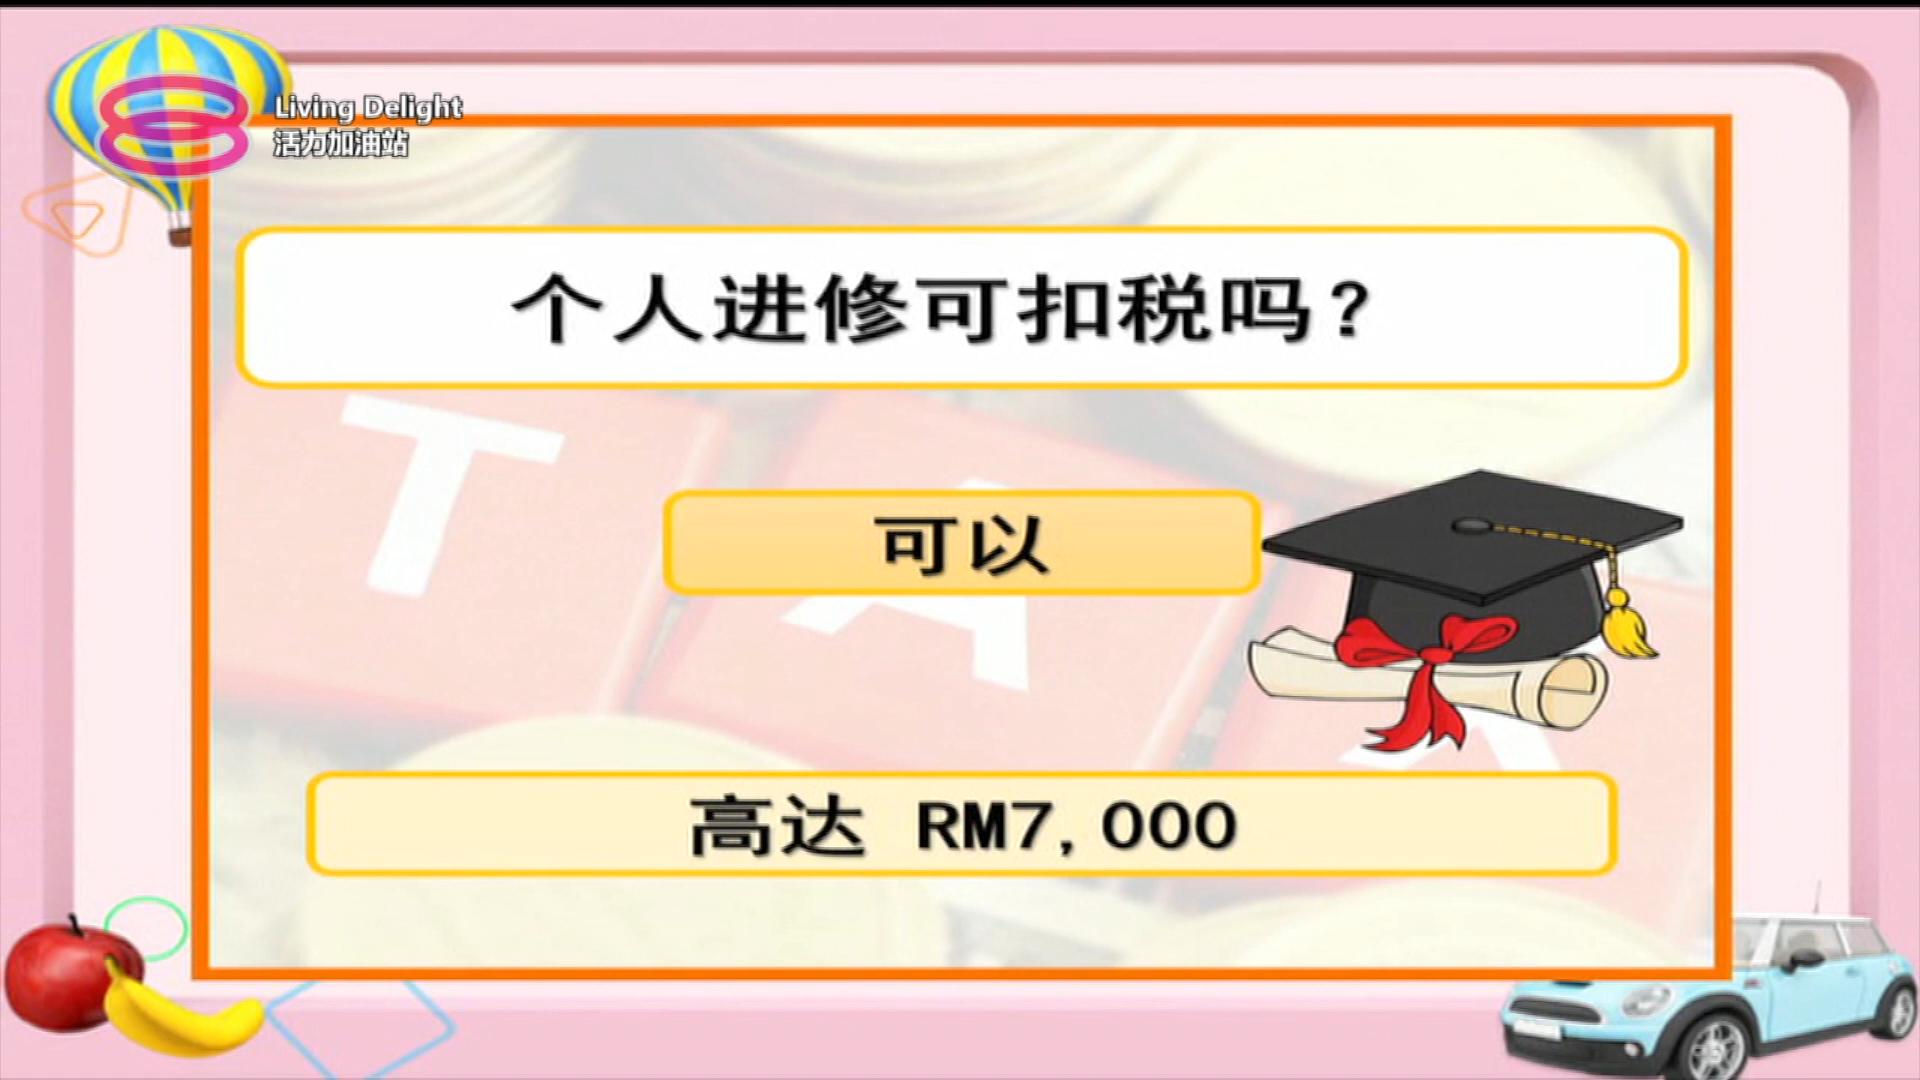 Living Delight
活力加油站
个人进修可扣税吗?
TAX
可以
高达 RM7,000